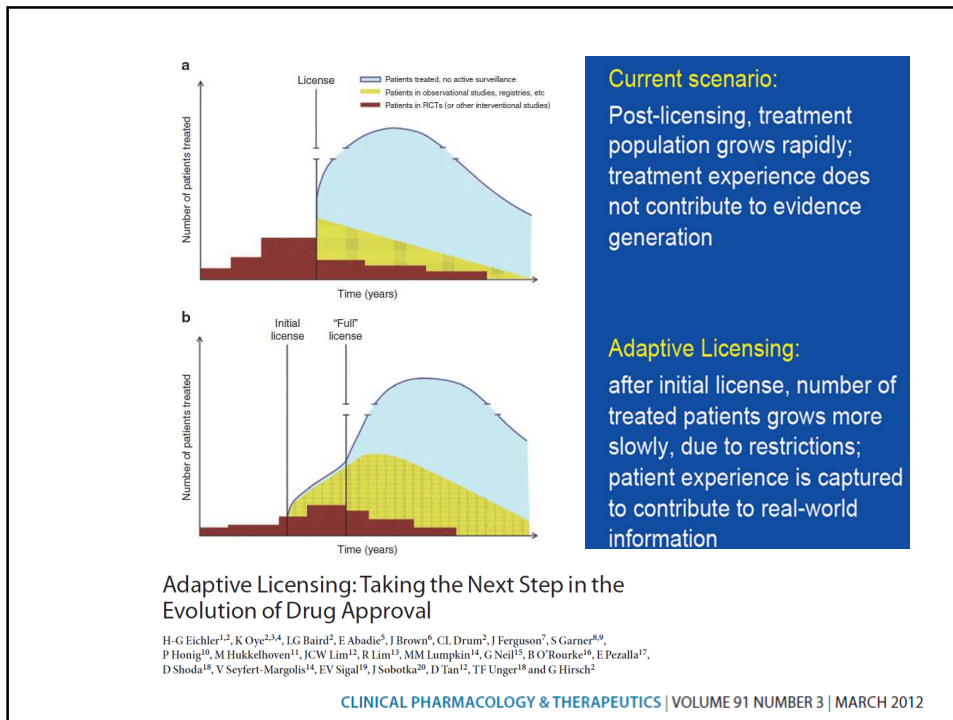 a
License
Patients treated, no active surveillance
Patients in observational studies, registries, etc
Patients in RCTs (or other interventional studies)
Number of patients treated
Time (years)
b
Initial
license
“Full”
license
Number of patients treated
Time (years)
Current scenario:
Post-licensing, treatment
population grows rapidly;
treatment experience does
not contribute to evidence
generation
Adaptive Licensing:
after initial license, number of
treated patients grows more
slowly, due to restrictions;
patient experience is captured
to contribute to real-world
information
Adaptive Licensing: Taking the Next Step in the
Evolution of Drug Approval
H-G Eichler1,2, K Oye2,3,4, LG Baird2, E Abadie5, J Brown6, CL Drum2, J Ferguson7, S Garner8,9,
P Honig10, M Hukkelhoven11, JCW Lim12, R Lim13, MM Lumpkin14, G Neil15, B O’Rourke16, E Pezalla17,
D Shoda18, V Seyfert-Margolis14, EV Sigal19, J Sobotka20, D Tan12, TF Unger18 and G Hirsch2
CLINICAL PHARMACOLOGY & THERAPEUTICS | VOLUME 91 NUMBER 3 | MARCH 2012